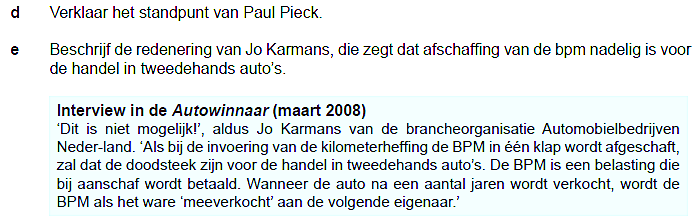 d Verklaar het standpunt van Paul Pieck.
e Beschrijf de redenering van Jo Karmans, die zegt dat afschaffing van de bpm nadelig is voor
de handel in tweedehands auto's.
Interview in de Autowinnaar (maart 2008)
'Dit is niet mogelijk!', aldus Jo Karmans van de brancheorganisatie Automobielbedrijven
Neder-land. 'Als bij de invoering van de kilometerheffing de BPM in één klap wordt afgeschaft,
zal dat de doodsteek zijn voor de handel in tweedehands auto's. De BPM is een belasting die
bij aanschaf wordt betaald. Wanneer de auto na een aantal jaren wordt verkocht, wordt de
BPM als het ware 'meeverkocht' aan de volgende eigenaar.'